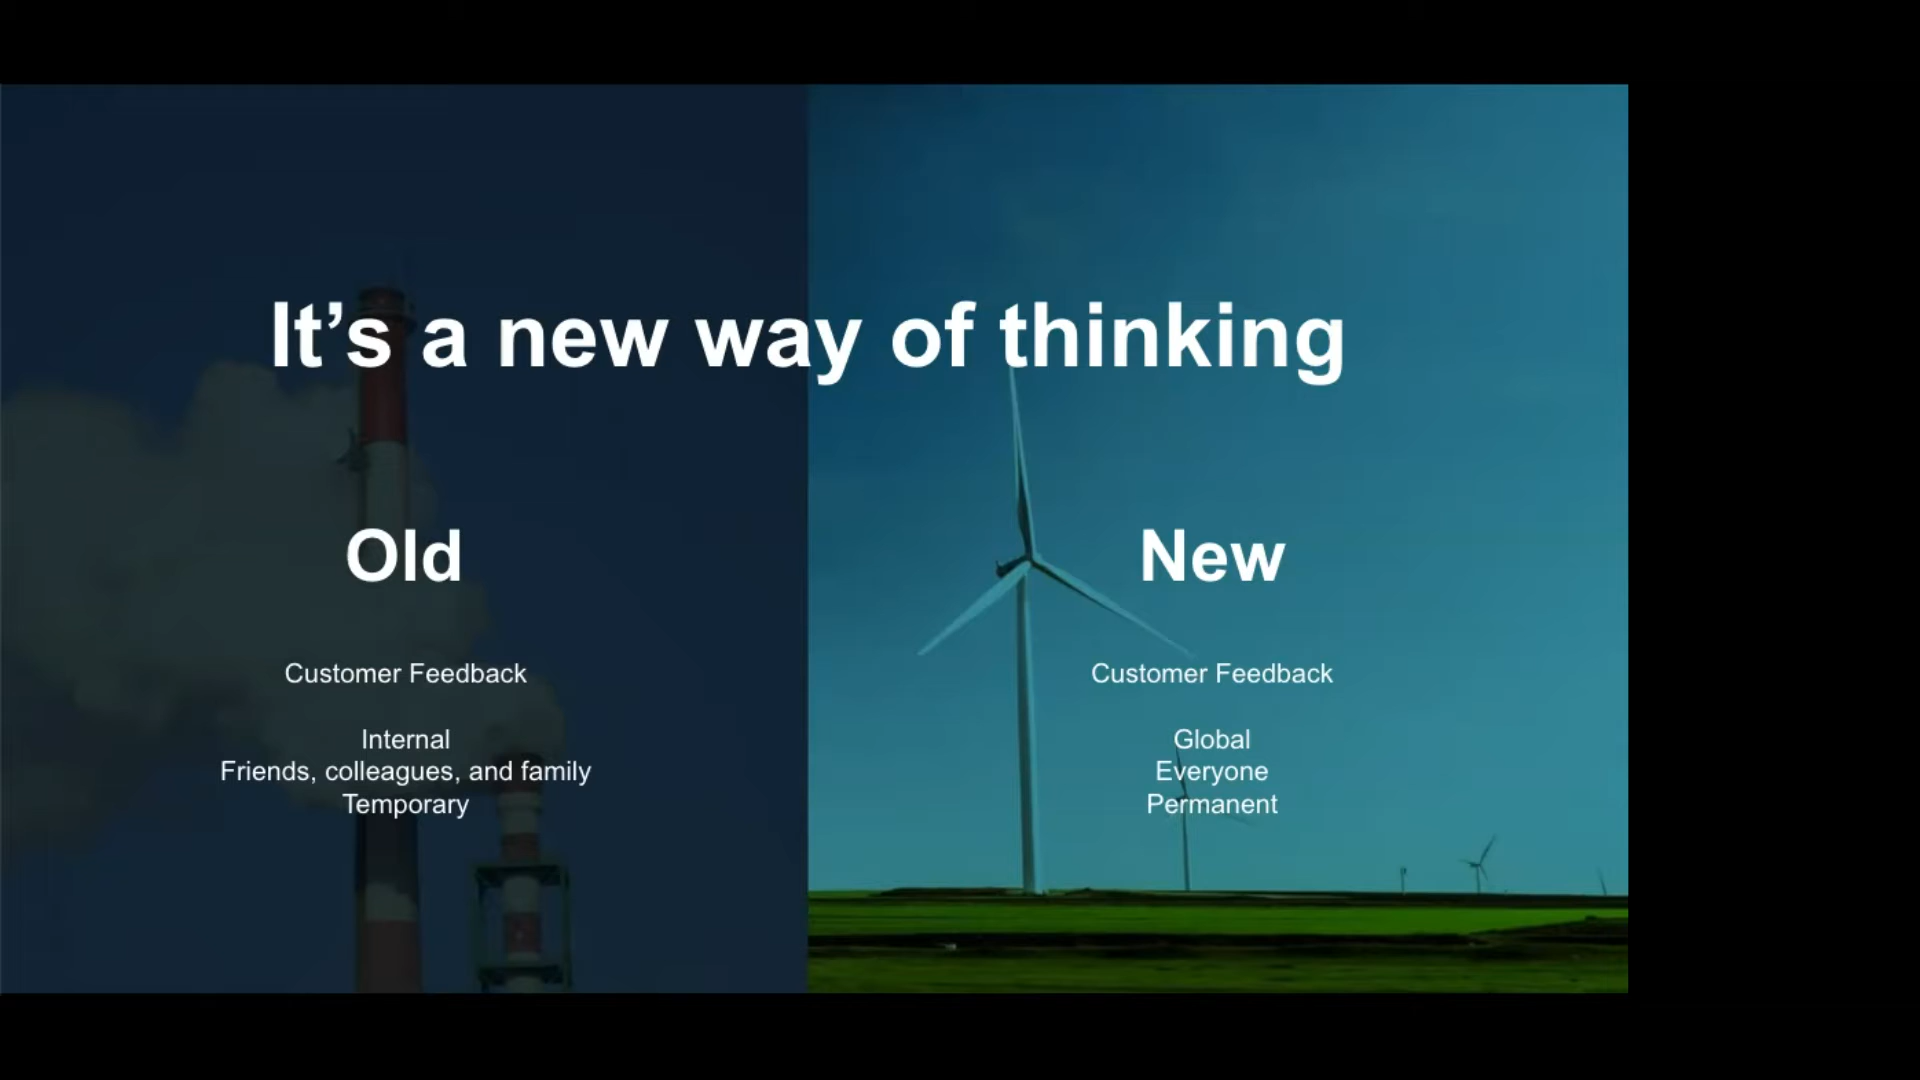 It’s a new way of thinking
Old
Customer Feedback
Internal
Friends, colleagues, and family
Temporary
New
Customer Feedback
Global
Everyone
Permanent